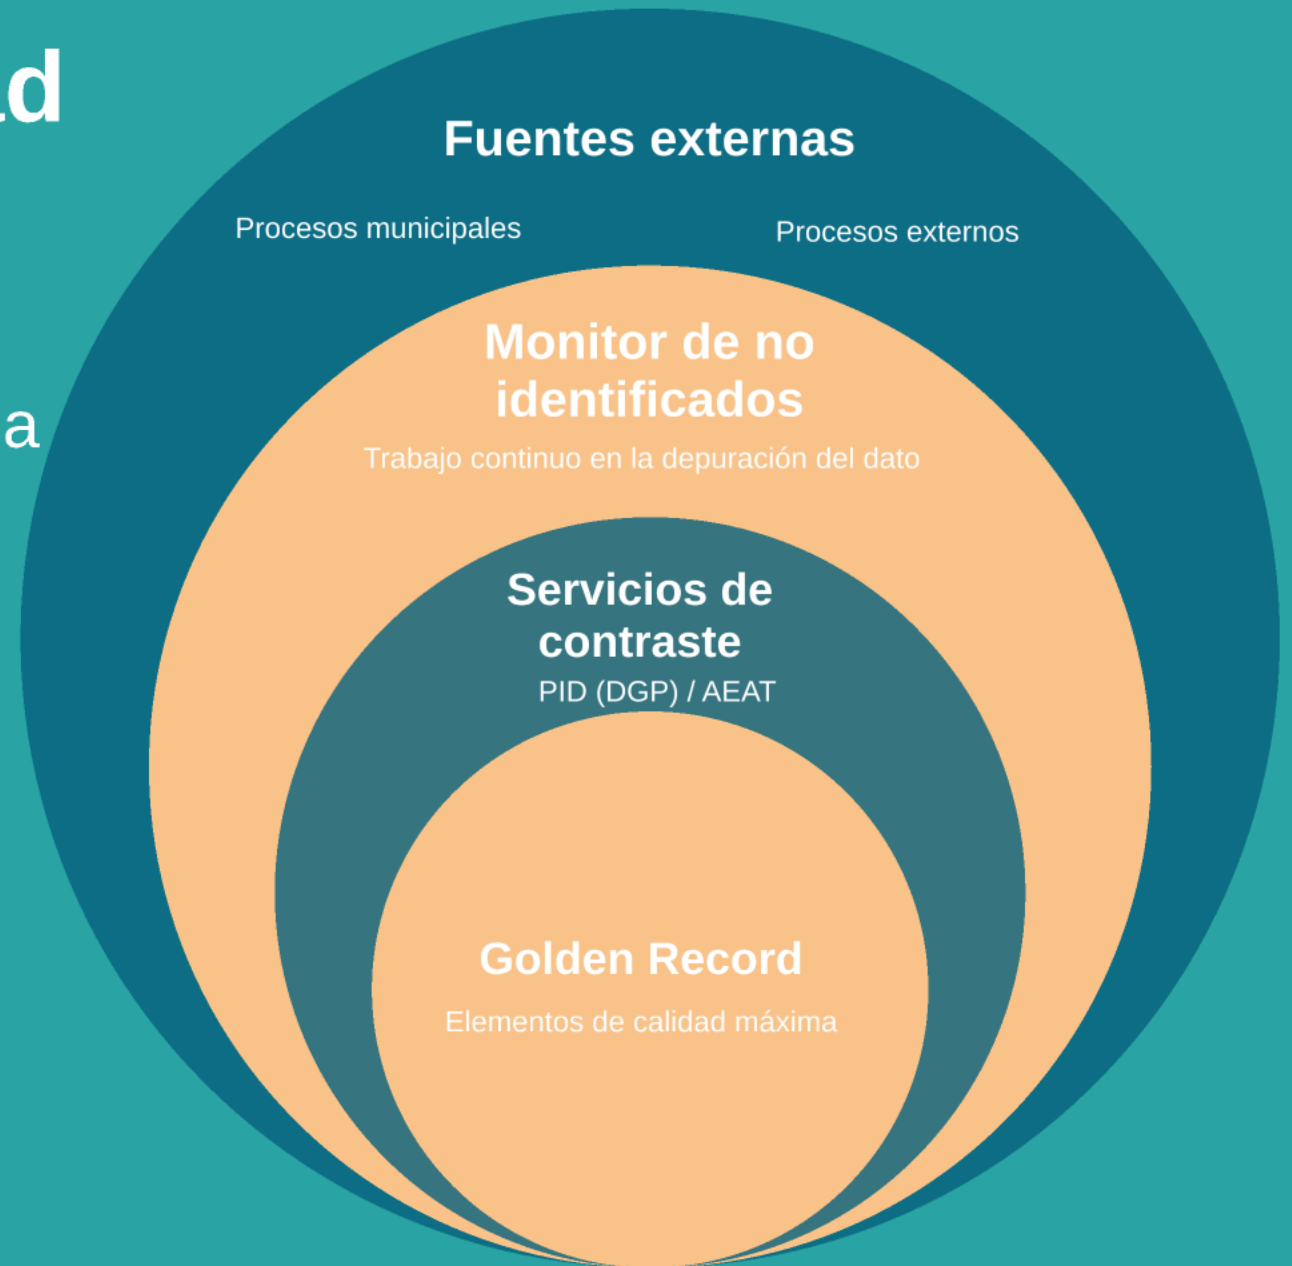 Fuentes externas
Procesos municipales
Procesos externos
Monitor de no
identificados
Trabajo continuo en la depuración del dato
a
Servicios de
contraste
PID (DGP) / AEAT
Golden Record
Elementos de calidad máxima